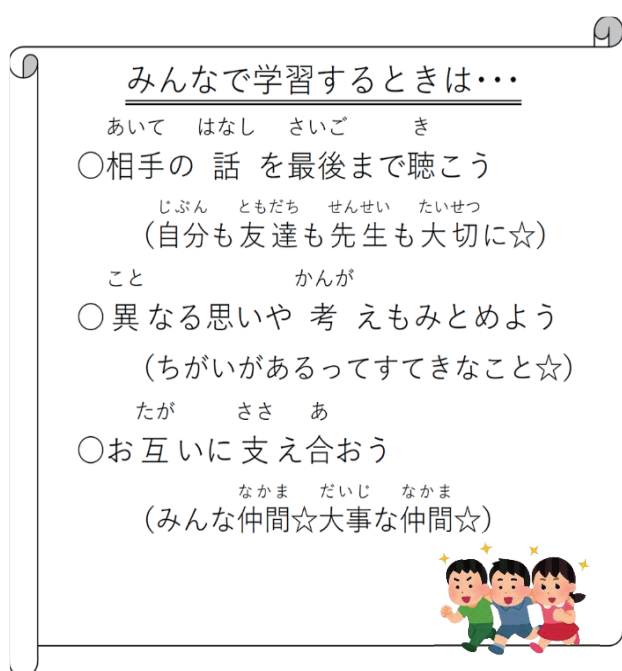 みんなで学習するときは･･･
あいて はなし さいご き
○相手の 話 を最後まで聴こう
じぶん ともだち せんせい たいせつ
(自分も友達も先生も大切に☆)
こと かんが
○異なる思いや 考 えもみとめよう
(ちがいがあるってすてきなこと☆)
たが ささ あ
○お互いに支え合おう
なかま だいじ なかま
(みんな仲間☆大事な仲間☆)